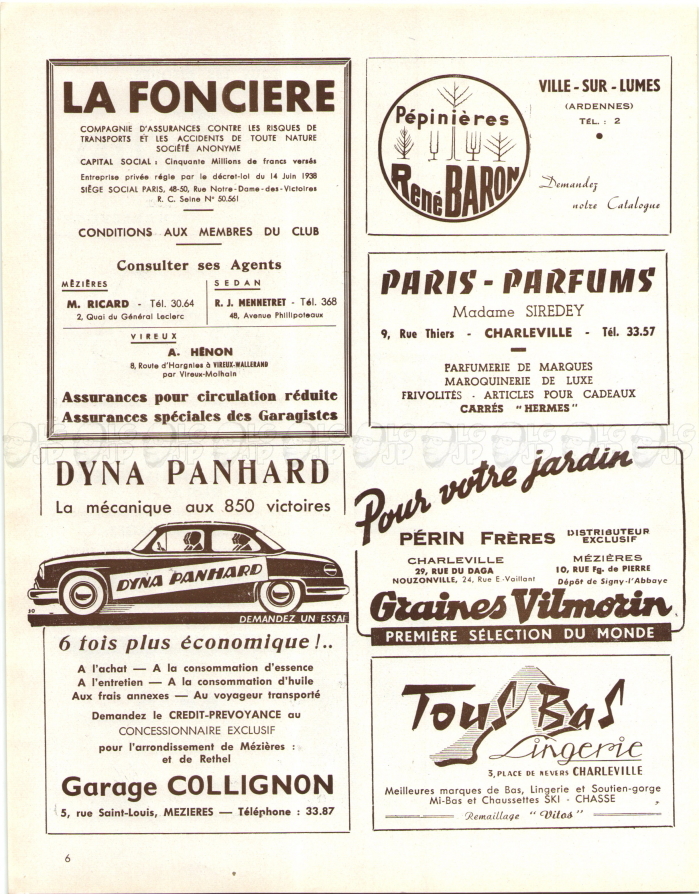 LA FONCIERE
COMPAGNIE D'ASSURANCES CONTRE LES RISQUES DE
TRANSPORTS ET LES ACCIDENTS DE TOUTE NATURE
SOCIÉTÉ ANONYME
CAPITAL SOCIAL : Cinquante Millions de francs versés
Entreprise privée régie par le décret-loi du 14 Juin 1938
SIÈGE SOCIAL PARIS, 48-50, Rue Notre-Dame-des-Victoires
R. C. Seine N° 50.561
CONDITIONS AUX MEMBRES DU CLUB
Consulter ses Agents
MÉZIÈRES
M. RICARD - Tél. 30.64
2, Quai du Général Leclerc
SEDAN
R. J. MENNETRET - Tél. 368
48, Avenue Phillipoteaux
VIREUX
A. HÉNON
8, Route d'Hargnies à VIREUX-WALLERAND
par Vireux-Molhain
Assurances pour circulation réduite
Assurances spéciales des Garagistes
Pépinières
René BARON
VILLE-SUR-LUMES
(ARDENNES)
TÉL. : 2
Demandez
notre Catalogue
PARIS-PARFUMS
Madame SIREDEY
9, Rue Thiers - CHARLEVILLE - Tél. 33.57
PARFUMERIE DE MARQUES
MAROQUINERIE DE LUXE
FRIVOLITÉS - ARTICLES POUR CADEAUX
CARRÉS "HERMES"
DYNA PANHARD
La mécanique aux 850 victoires
DYNA PANHARD
DEMANDEZ UN ESSAI
6 fois plus économique !..
A l'achat — A la consommation d'essence
A l'entretien — A la consommation d'huile
Aux frais annexes — Au voyageur transporté
Demandez le CREDIT-PREVOYANCE au
CONCESSIONNAIRE EXCLUSIF
pour l'arrondissement de Mézières :
et de Rethel
Garage COLLIGNON
5, rue Saint-Louis, MEZIERES — Téléphone : 33.87
Pour votre jardin
PÉRIN FRÈRES DISTRIBUTEUR
EXCLUSIF
CHARLEVILLE
29, RUE DU DAGA
NOUZONVILLE, 24, Rue E-Vaillant
MÉZIÈRES
10, RUE Fg. de PIERRE
Dépôt de Signy-l'Abbaye
Graines Vilmorin
PREMIÈRE SÉLECTION DU MONDE
Tous Bas
Lingerie
3, PLACE DE NEVERS CHARLEVILLE
Meilleures marques de Bas, Lingerie et Soutien-gorge
Mi-Bas et Chaussettes SKI - CHASSE
Remaillage "Vitos"
6